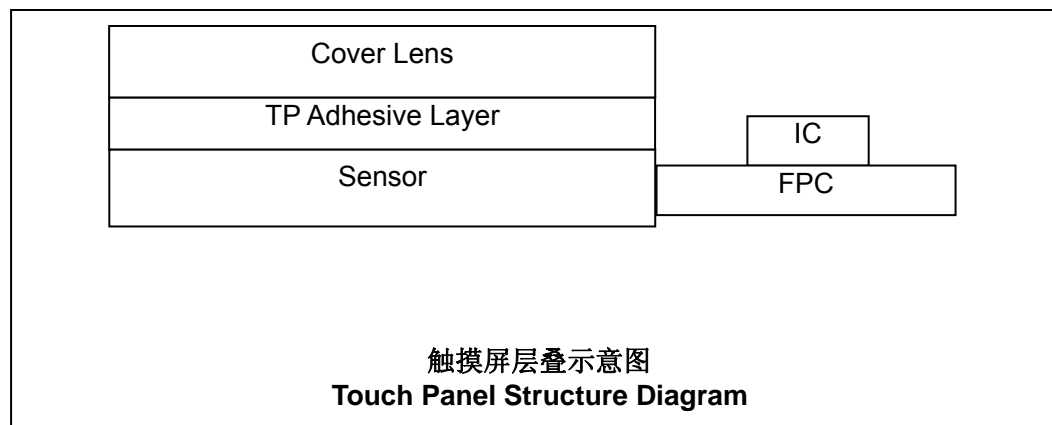 Cover Lens
TP Adhesive Layer
IC
Sensor
FPC
触摸屏层叠示意图
Touch Panel Structure Diagram